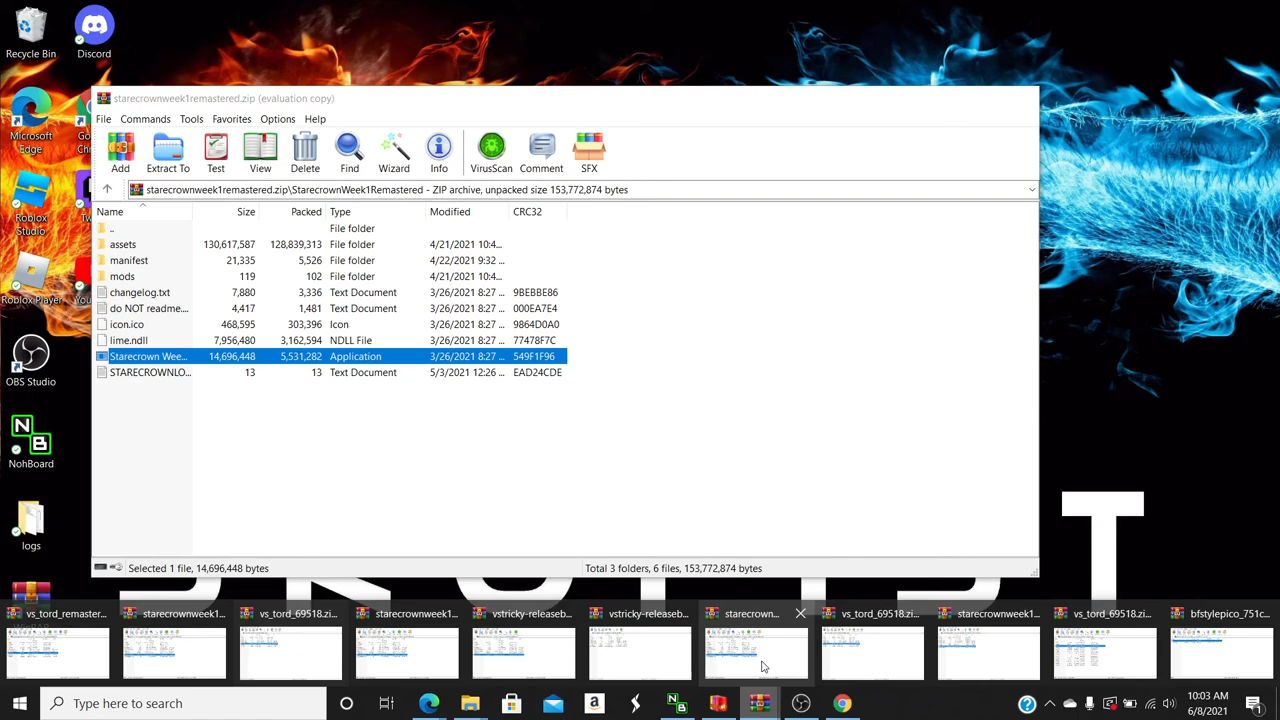 Recycle Bin
Discord
Microsoft
Edge
Roblox
Studio
Roblox Player
OBS Studio
NohBoard
logs
starecrownweek1remastered.zip (evaluation copy)
File Commands Tools Favorites Options Help
Add Extract To Test View Delete Find Wizard Info VirusScan Comment SFX
starecrownweek1remastered.zip\StarecrownWeek1Remastered - ZIP archive, unpacked size 153,772,874 bytes
Name Size Packed Type Modified CRC32
.. File folder
assets 130,617,587 128,839,313 File folder 4/21/2021 10:4...
manifest 21,335 5,526 File folder 4/22/2021 9:32 ...
mods 119 102 File folder 4/21/2021 10:4...
changelog.txt 7,880 3,336 Text Document 3/26/2021 8:27 ... 9BEBBE86
do NOT readme.... 4,417 1,481 Text Document 3/26/2021 8:27 ... 000EA7E4
icon.ico 468,595 303,396 Icon 3/26/2021 8:27 ... 9864D0A0
lime.ndll 7,956,480 3,162,594 NDLL File 3/26/2021 8:27 ... 77478F7C
Starecrown Wee... 14,696,448 5,531,282 Application 3/26/2021 8:27 ... 549F1F96
STARECROWNLO... 13 13 Text Document 5/3/2021 12:26 ... EAD24CDE
Selected 1 file, 14,696,448 bytes Total 3 folders, 6 files, 153,772,874 bytes
vs_tord_remaster... starecrownweek1... vs_tord_69518.zi... starecrownweek1... vstricky-releaseb... vstricky-releaseb... starecrown... vs_tord_69518.zi... starecrownweek1... vs_tord_69518.zi... bfstylepico_751c...
Type here to search
10:03 AM
6/8/2021